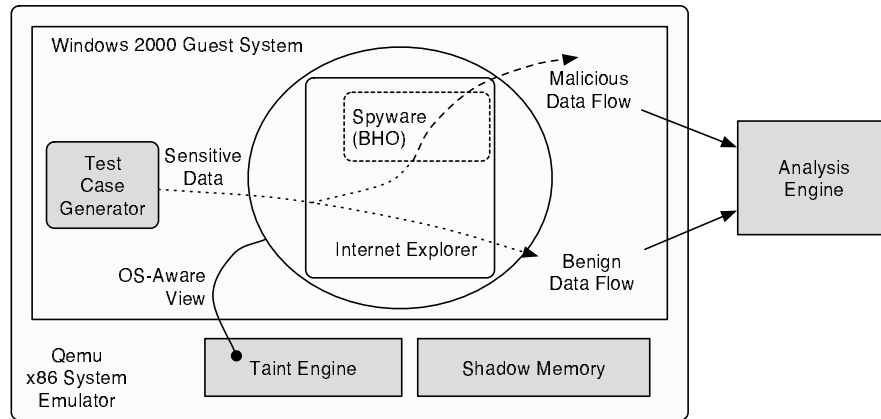 Windows 2000 Guest System
Spyware
(BHO)
Malicious
Data Flow
Test
Case
Generator
Sensitive
Data
Analysis
Engine
Internet Explorer
Benign
Data Flow
OS-Aware
View
Qemu
x86 System
Emulator
Taint Engine
Shadow Memory